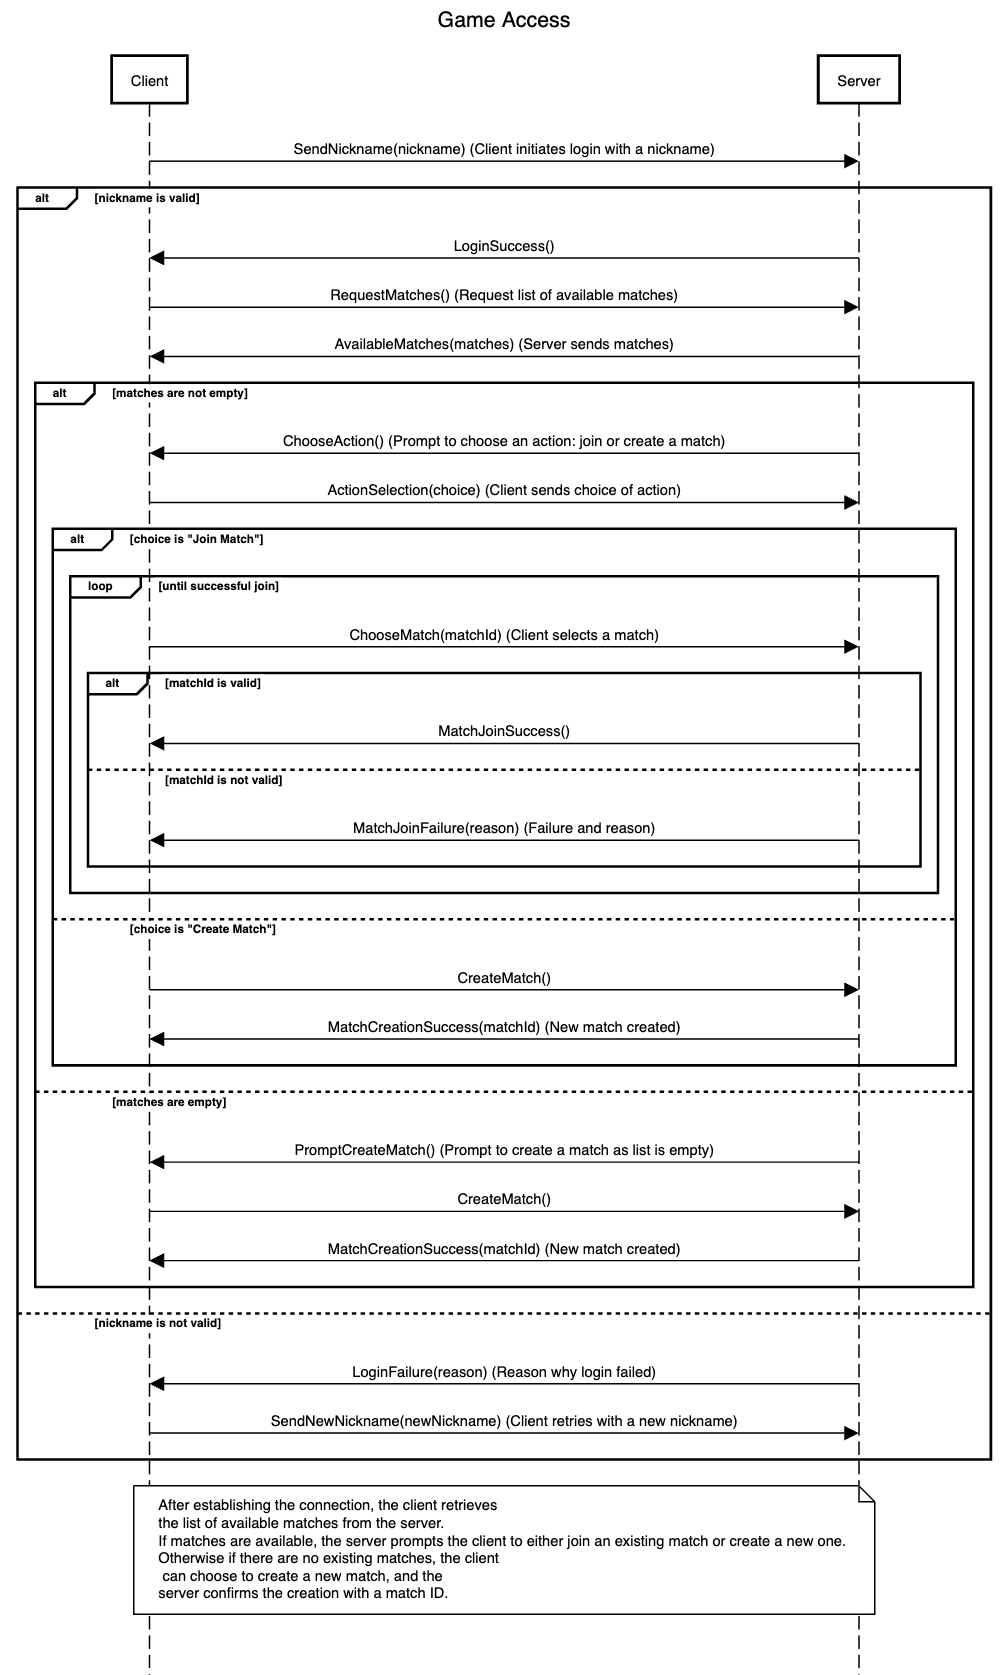 Game Access
Client
Server
SendNickname(nickname) (Client initiates login with a nickname)
alt
[nickname is valid]
LoginSuccess()
RequestMatches() (Request list of available matches)
AvailableMatches(matches) (Server sends matches)
alt
[matches are not empty]
ChooseAction() (Prompt to choose an action: join or create a match)
ActionSelection(choice) (Client sends choice of action)
alt
[choice is "Join Match"]
loop
[until successful join]
ChooseMatch(matchId) (Client selects a match)
alt
[matchId is valid]
MatchJoinSuccess()
[matchId is not valid]
MatchJoinFailure(reason) (Failure and reason)
[choice is "Create Match"]
CreateMatch()
MatchCreationSuccess(matchId) (New match created)
[matches are empty]
PromptCreateMatch() (Prompt to create a match as list is empty)
CreateMatch()
MatchCreationSuccess(matchId) (New match created)
[nickname is not valid]
LoginFailure(reason) (Reason why login failed)
SendNewNickname(newNickname) (Client retries with a new nickname)
After establishing the connection, the client retrieves
the list of available matches from the server.
If matches are available, the server prompts the client to either join an existing match or create a new one.
Otherwise if there are no existing matches, the client
can choose to create a new match, and the
server confirms the creation with a match ID.